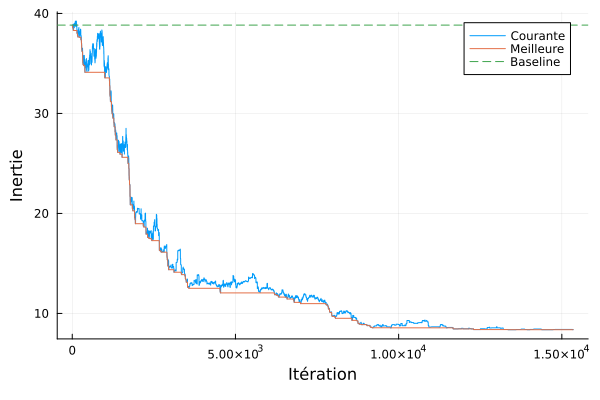 40
30
20
10
Inertie
Courante
Meilleure
Baseline
0
5.00×10³
1.00×10⁴
1.50×10⁴
Itération